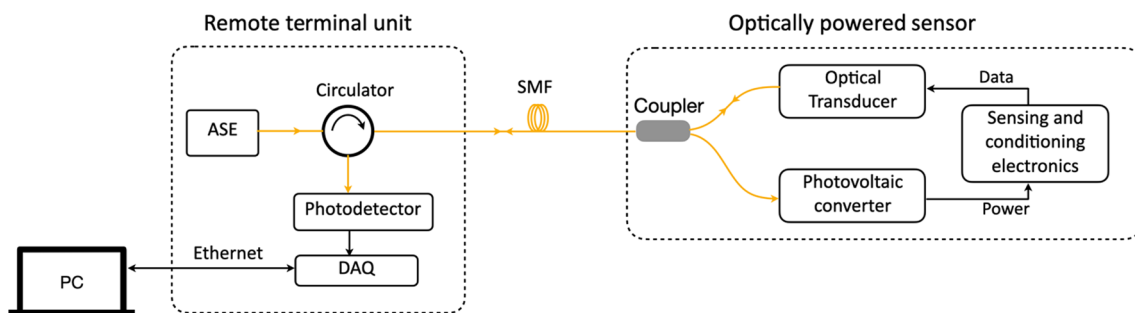 Remote terminal unit
Optically powered sensor
Circulator
SMF
ASE
Coupler
Optical
Transducer
Data
Sensing and
conditioning
electronics
Photodetector
Photovoltaic
converter
Power
Ethernet
DAQ
PC